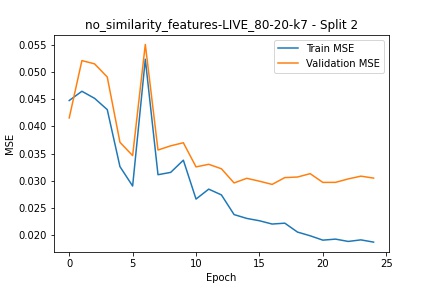 no_similarity_features-LIVE_80-20-k7 - Split 2
Train MSE
Validation MSE
MSE
0.055
0.050
0.045
0.040
0.035
0.030
0.025
0.020
0 5 10 15 20 25
Epoch